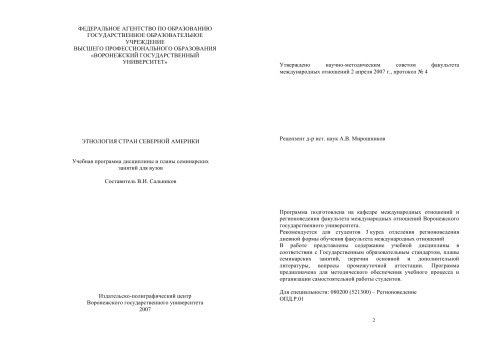 ФЕДЕРАЛЬНОЕ АГЕНТСТВО ПО ОБРАЗОВАНИЮ
ГОСУДАРСТВЕННОЕ ОБРАЗОВАТЕЛЬНОЕ
УЧРЕЖДЕНИЕ
ВЫСШЕГО ПРОФЕССИОНАЛЬНОГО ОБРАЗОВАНИЯ
«ВОРОНЕЖСКИЙ ГОСУДАРСТВЕННЫЙ
УНИВЕРСИТЕТ»
ЭТНОЛОГИЯ СТРАН СЕВЕРНОЙ АМЕРИКИ
Учебная программа дисциплины и планы семинарских
занятий для вузов
Составитель В.И. Сальников
Издательско-полиграфический центр
Воронежского государственного университета
2007
Утверждено научно-методическим советом факультета
международных отношений 2 апреля 2007 г., протокол № 4
Рецензент д-р ист. наук А.В. Мирошников
Программа подготовлена на кафедре международных отношений и
регионоведения факультета международных отношений Воронежского
государственного университета.
Рекомендуется для студентов 3 курса отделения регионоведения
дневной формы обучения факультета международных отношений
В работе представлены содержание учебной дисциплины в
соответствии с Государственным образовательным стандартом, планы
семинарских занятий, перечни основной и дополнительной
литературы, вопросы промежуточной аттестации. Программа
предназначена для методического обеспечения учебного процесса и
организации самостоятельной работы студентов.
Для специальности: 080200 (521300) – Регионоведение
ОПД.Р.01
2